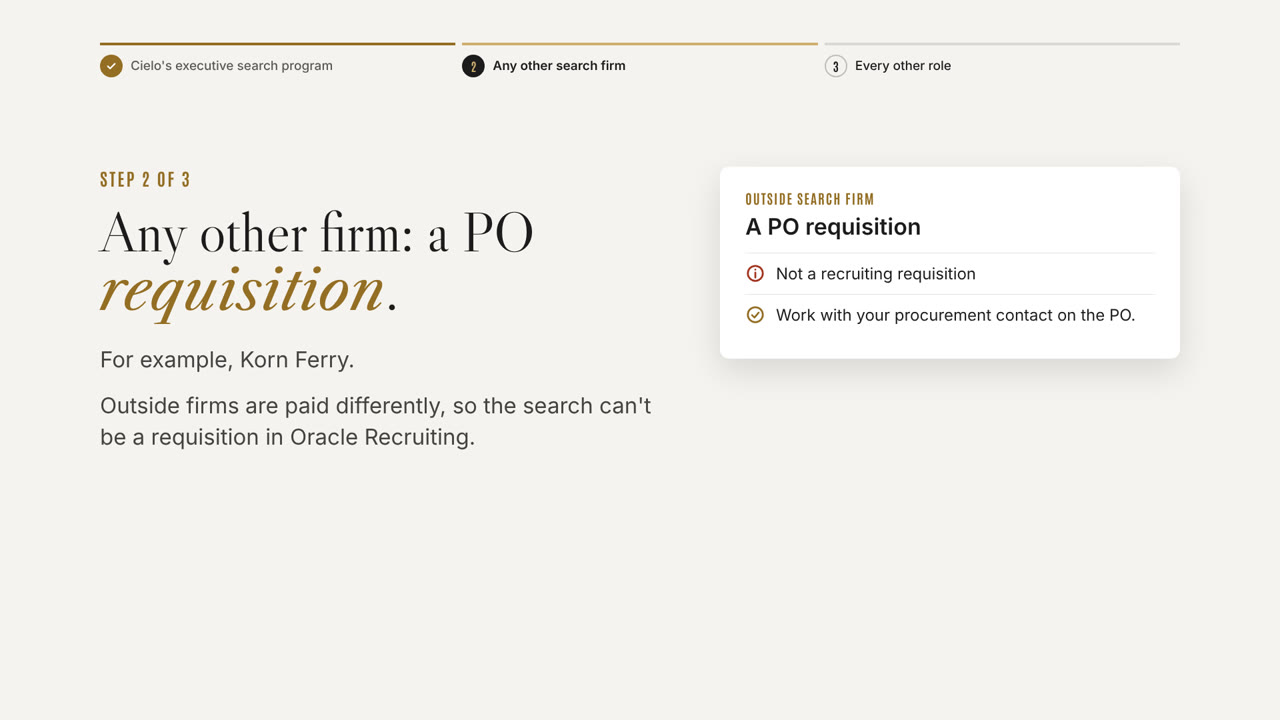 Cielo's executive search program
2 Any other search firm
3 Every other role
STEP 2 OF 3
Any other firm: a PO
requisition.
For example, Korn Ferry.
Outside firms are paid differently, so the search can't
be a requisition in Oracle Recruiting.
OUTSIDE SEARCH FIRM
A PO requisition
Not a recruiting requisition
Work with your procurement contact on the PO.